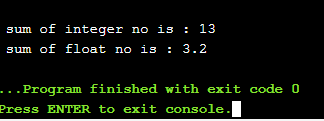 sum of integer no is : 13
sum of float no is : 3.2
...Program finished with exit code 0
Press ENTER to exit console.